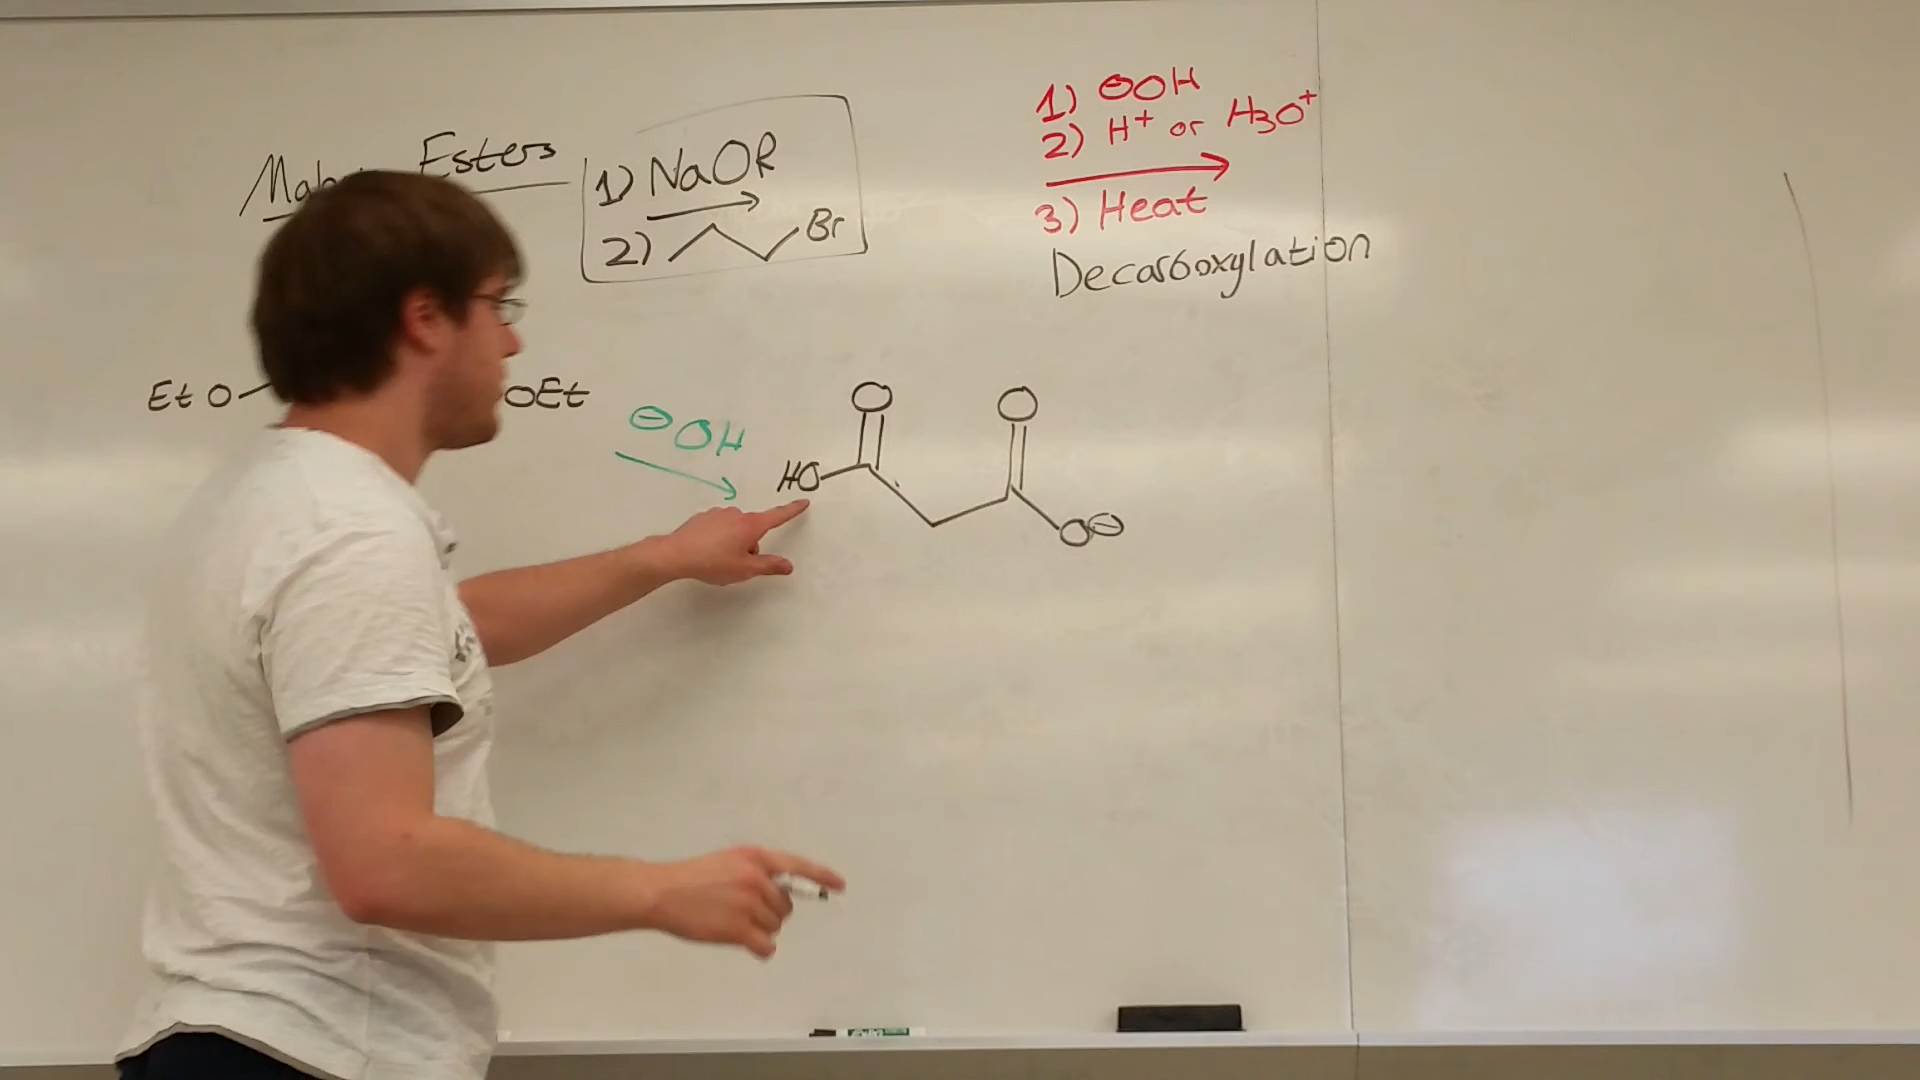 Esters
1) NaOR
2) Br
1) ⊖OH
2) H+ or H3O+
3) Heat
Decarboxylation
EtO OEt
⊖OH
O O
HO
O⊖